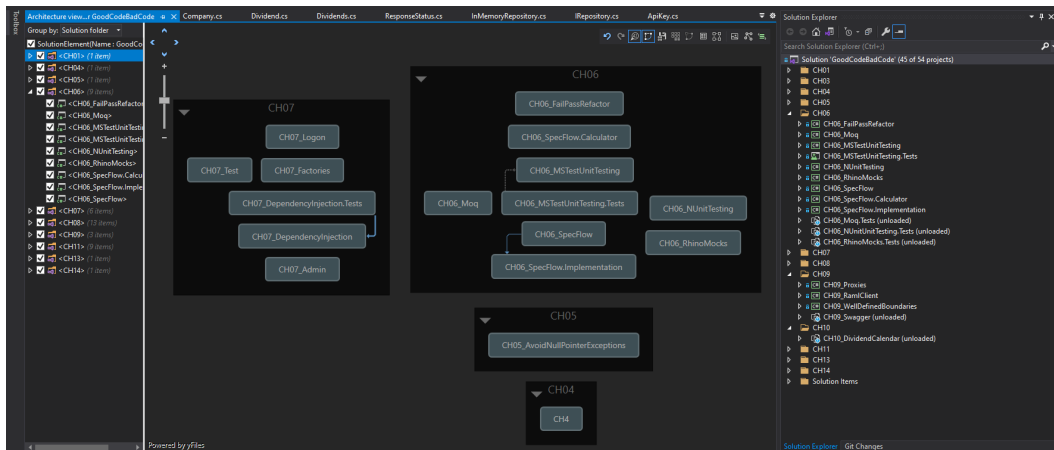 Toolbox
Architecture view...r GoodCodeBadCode
Company.cs
Dividend.cs
Dividends.cs
ResponseStatus.cs
InMemoryRepository.cs
IRepository.cs
ApiKey.cs
Group by: Solution folder
SolutionElement(Name : GoodCo
<CH01> (1 item)
<CH04> (1 item)
<CH05> (1 item)
<CH06> (9 items)
<CH06_FailPassRefactor
<CH06_Moq>
<CH06_MSTestUnitTestin
<CH06_MSTestUnitTestin
<CH06_NUnitTesting>
<CH06_RhinoMocks>
<CH06_SpecFlow.Calcu
<CH06_SpecFlow.Imple
<CH06_SpecFlow>
<CH07> (6 items)
<CH08> (13 items)
<CH09> (3 items)
<CH11> (9 items)
<CH13> (1 item)
<CH14> (1 item)
CH07
CH07_Logon
CH07_Test
CH07_Factories
CH07_DependencyInjection.Tests
CH07_DependencyInjection
CH07_Admin
CH06
CH06_FailPassRefactor
CH06_SpecFlow.Calculator
CH06_MSTestUnitTesting
CH06_Moq
CH06_MSTestUnitTesting.Tests
CH06_NUnitTesting
CH06_SpecFlow
CH06_RhinoMocks
CH06_SpecFlow.Implementation
CH05
CH05_AvoidNullPointerExceptions
CH04
CH4
Powered by yFiles
Solution Explorer
Search Solution Explorer (Ctrl+;)
Solution 'GoodCodeBadCode' (45 of 54 projects)
CH01
CH03
CH04
CH05
CH06
CH06_FailPassRefactor
CH06_Moq
CH06_MSTestUnitTesting
CH06_MSTestUnitTesting.Tests
CH06_NUnitTesting
CH06_RhinoMocks
CH06_SpecFlow
CH06_SpecFlow.Calculator
CH06_SpecFlow.Implementation
CH06_Moq.Tests (unloaded)
CH06_NUnitUnitTesting.Tests (unloaded)
CH06_RhinoMocks.Tests (unloaded)
CH07
CH08
CH09
CH09_Proxies
CH09_RamlClient
CH09_WellDefinedBoundaries
CH09_Swagger (unloaded)
CH10
CH10_DividendCalendar (unloaded)
CH11
CH13
CH14
Solution Items
Solution Explorer
Git Changes